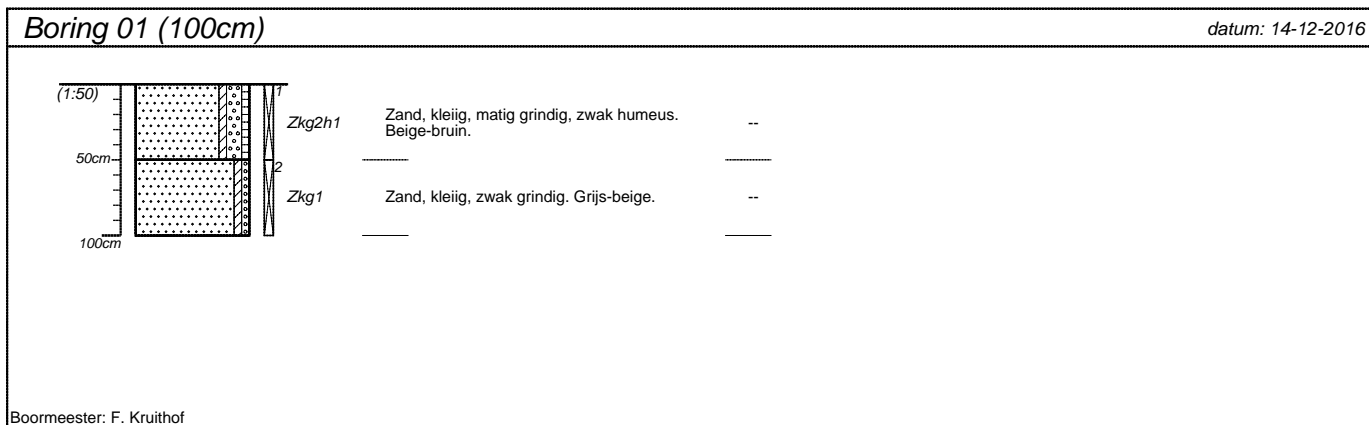 Boring 01 (100cm)
datum: 14-12-2016
(1:50)
1
Zkg2h1
Zand, kleiig, matig grindig, zwak humeus.
Beige-bruin.
--
50cm
2
Zkg1
Zand, kleiig, zwak grindig. Grijs-beige.
--
100cm
Boormeester: F. Kruithof